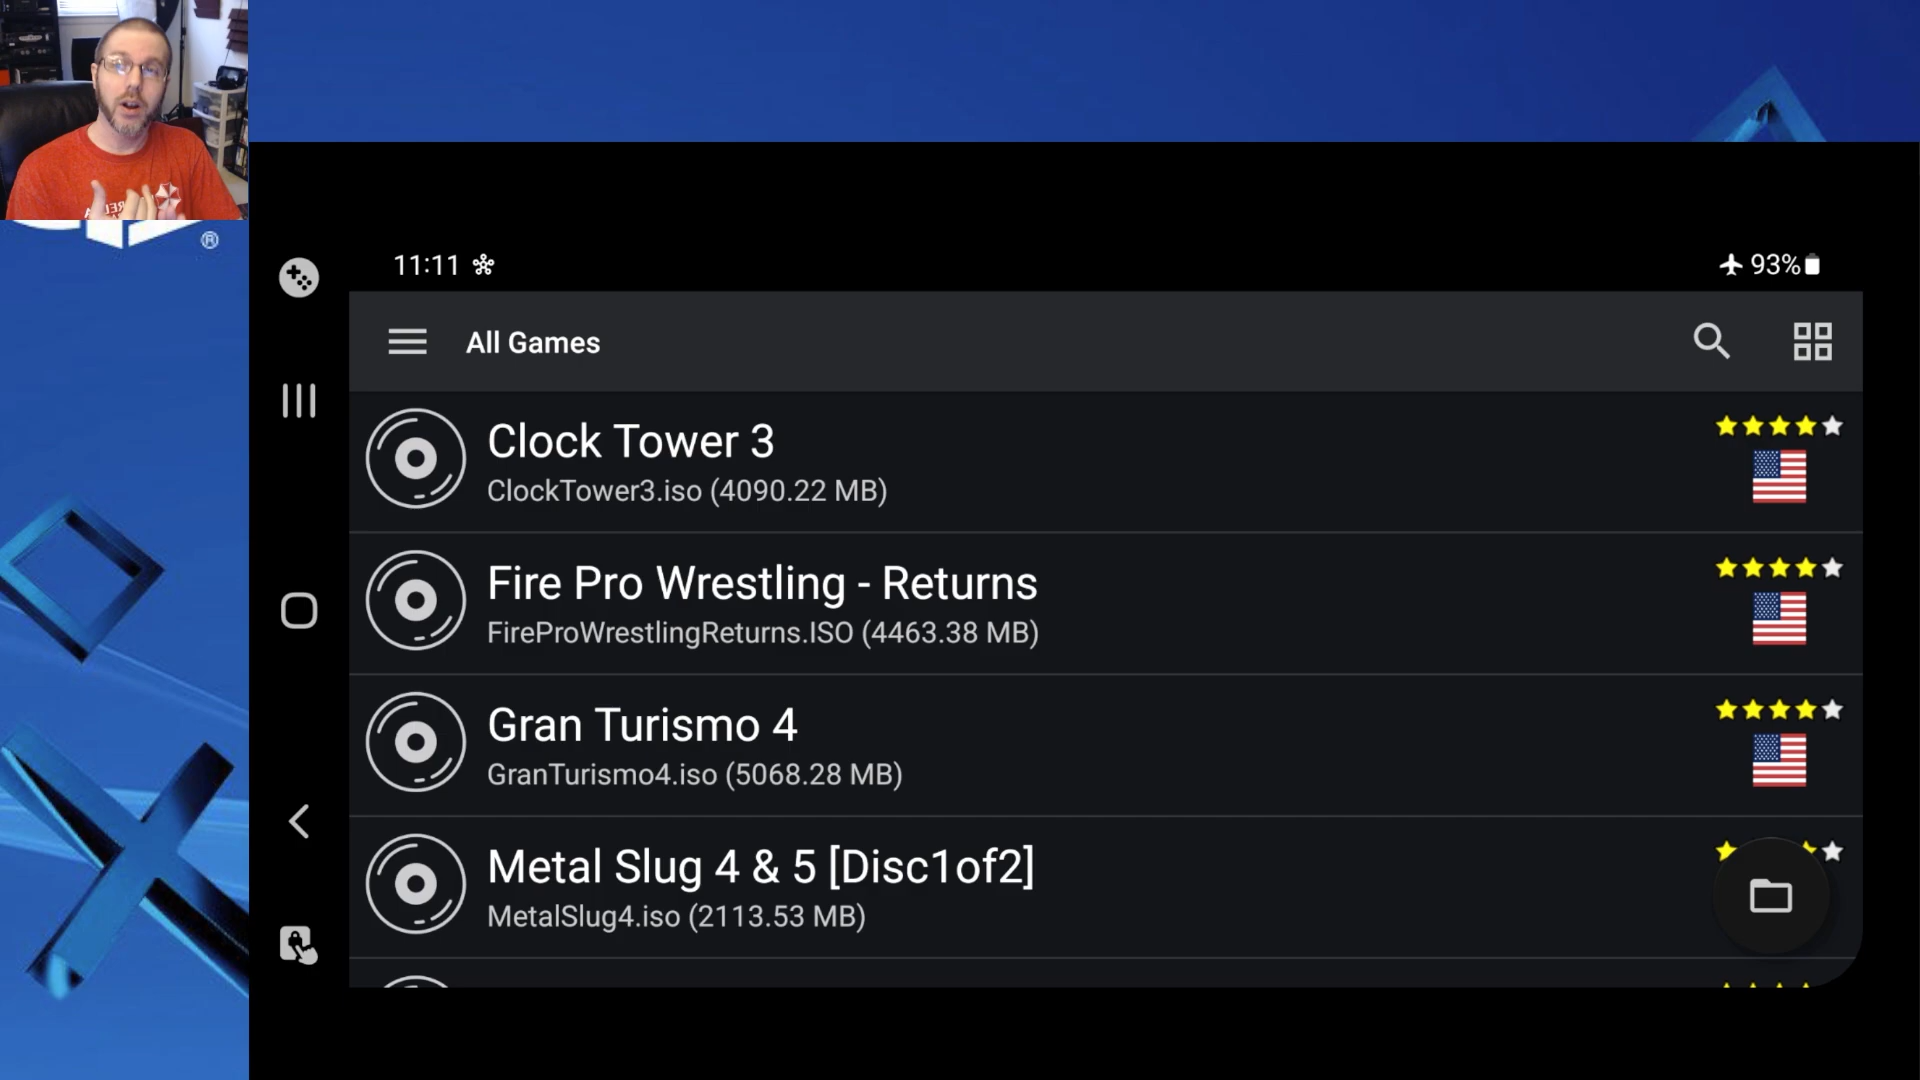 ®
11:11
93%
All Games
Clock Tower 3
ClockTower3.iso (4090.22 MB)
Fire Pro Wrestling - Returns
FireProWrestlingReturns.ISO (4463.38 MB)
Gran Turismo 4
GranTurismo4.iso (5068.28 MB)
Metal Slug 4 & 5 [Disc1of2]
MetalSlug4.iso (2113.53 MB)